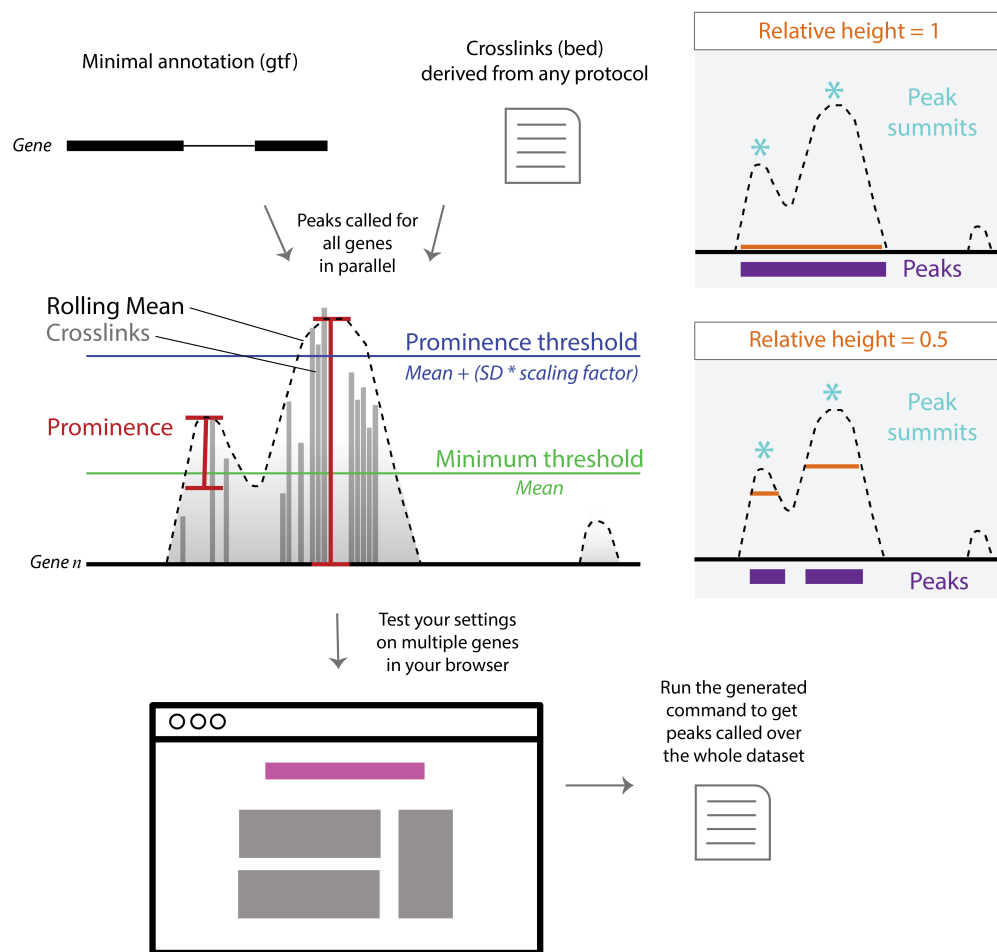 Minimal annotation (gtf)
Crosslinks (bed)
derived from any protocol
Gene
Peaks called for
all genes
in parallel
Rolling Mean
Crosslinks
Prominence threshold
Mean + (SD * scaling factor)
Prominence
Minimum threshold
Mean
Gene n
Relative height = 1
*
*
Peak
summits
Peaks
Relative height = 0.5
*
*
Peak
summits
Peaks
Test your settings
on multiple genes
in your browser
Run the generated
command to get
peaks called over
the whole dataset